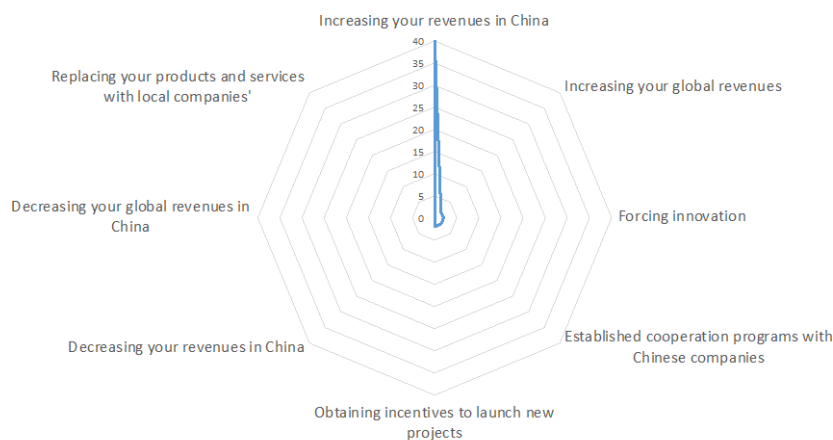 Increasing your revenues in China
40
35
30
25
20
15
10
5
0
Increasing your global revenues
Forcing innovation
Established cooperation programs with
Chinese companies
Obtaining incentives to launch new
projects
Decreasing your revenues in China
Decreasing your global revenues in
China
Replacing your products and services
with local companies'